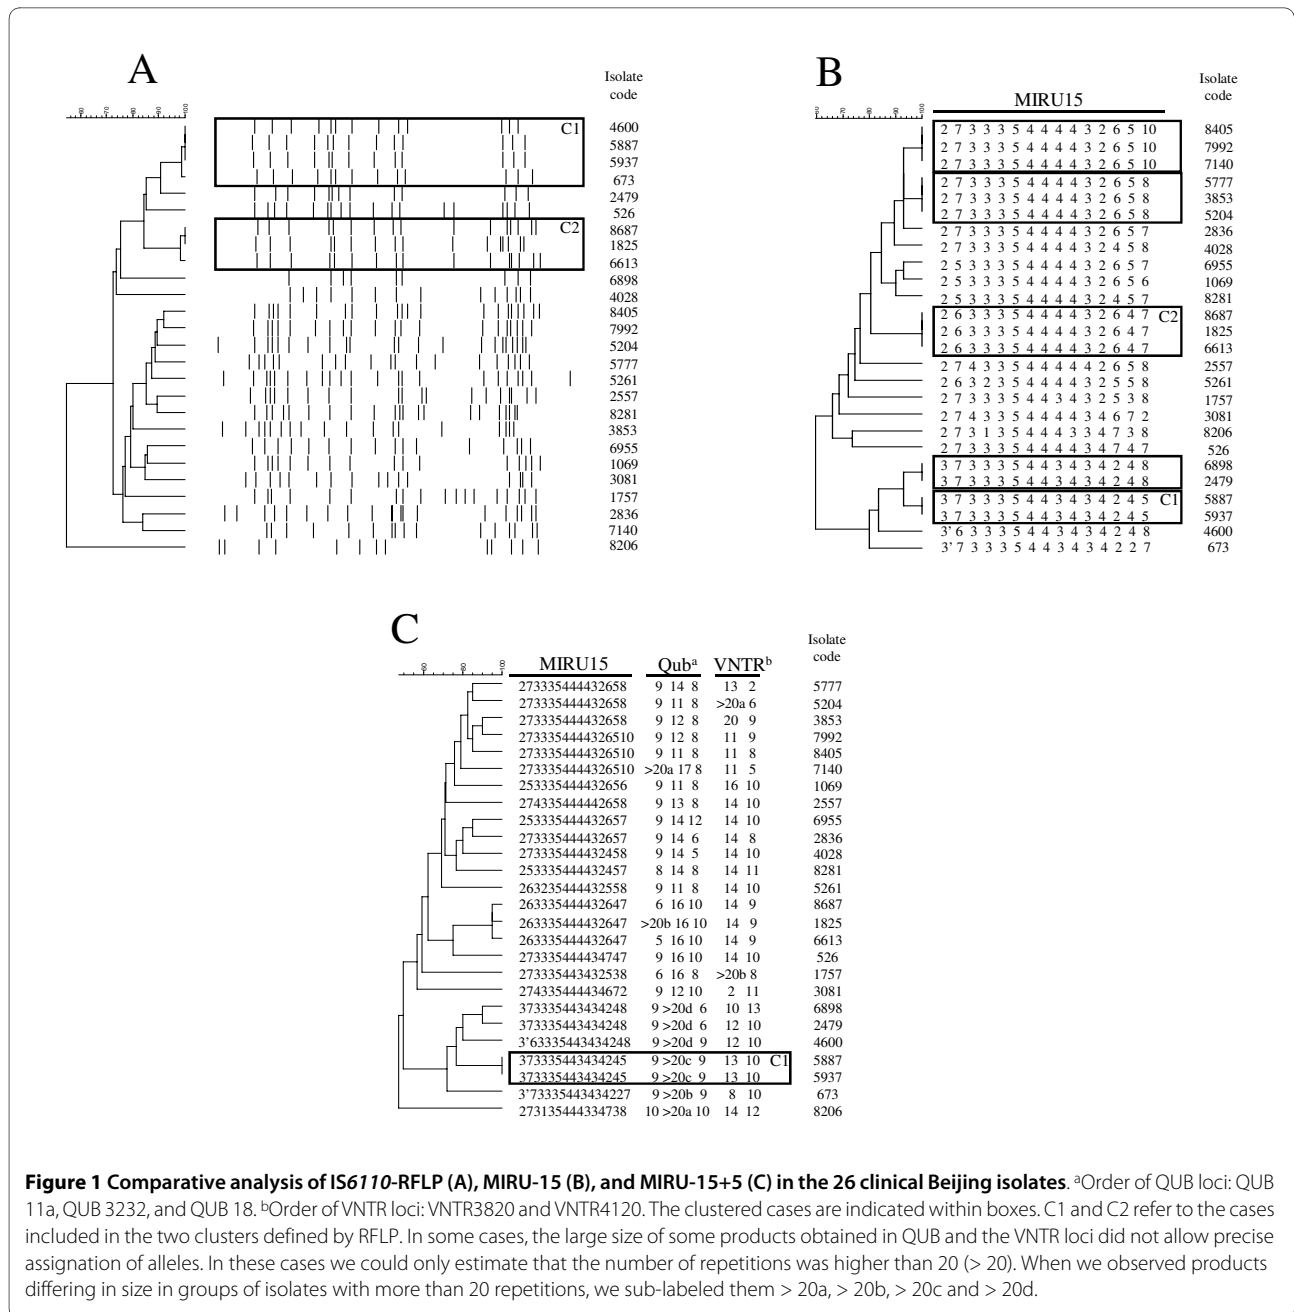 A
Isolate
code
60 70 80 90 100
C1 4600
5887
5937
673
2479
526
C2 8687
1825
6613
6898
4028
8405
7992
5204
5777
5261
2557
8281
3853
6955
1069
3081
1757
2836
7140
8206
B
MIRU15
Isolate
code
60 70 80 90 100
2 7 3 3 3 5 4 4 4 4 3 2 6 5 10 8405
2 7 3 3 3 5 4 4 4 4 3 2 6 5 10 7992
2 7 3 3 3 5 4 4 4 4 3 2 6 5 10 7140
2 7 3 3 3 5 4 4 4 4 3 2 6 5 8 5777
2 7 3 3 3 5 4 4 4 4 3 2 6 5 8 3853
2 7 3 3 3 5 4 4 4 4 3 2 6 5 8 5204
2 7 3 3 3 5 4 4 4 4 3 2 6 5 7 2836
2 7 3 3 3 5 4 4 4 4 3 2 4 5 8 4028
2 5 3 3 3 5 4 4 4 4 3 2 6 5 7 6955
2 5 3 3 3 5 4 4 4 4 3 2 6 5 6 1069
2 5 3 3 3 5 4 4 4 4 3 2 4 5 7 8281
2 6 3 3 3 5 4 4 4 4 3 2 6 4 7 C2 8687
2 6 3 3 3 5 4 4 4 4 3 2 6 4 7 1825
2 6 3 3 3 5 4 4 4 4 3 2 6 4 7 6613
2 7 4 3 3 5 4 4 4 4 4 2 6 5 8 2557
2 6 3 2 3 5 4 4 4 4 3 2 5 5 8 5261
2 7 3 3 3 5 4 4 4 3 4 3 2 5 3 8 1757
2 7 4 3 3 5 4 4 4 4 3 4 6 7 2 3081
2 7 3 1 3 5 4 4 4 3 3 4 7 3 8 8206
2 7 3 3 3 5 4 4 4 4 3 4 7 4 7 526
3 7 3 3 3 5 4 4 3 4 3 4 2 4 8 6898
3 7 3 3 3 5 4 4 3 4 3 4 2 4 8 2479
3 7 3 3 3 5 4 4 3 4 3 4 2 4 5 C1 5887
3 7 3 3 3 5 4 4 3 4 3 4 2 4 5 5937
3' 6 3 3 3 5 4 4 3 4 3 4 2 4 8 4600
3' 7 3 3 3 5 4 4 3 4 3 4 2 2 7 673
C
MIRU15 Qubᵃ VNTRᵇ
Isolate
code
60 80 100
273335444432658 9 14 8 13 2 5777
273335444432658 9 11 8 >20a 6 5204
273335444432658 9 12 8 20 9 3853
2733354444326510 9 12 8 11 9 7992
2733354444326510 9 11 8 11 8 8405
2733354444326510 >20a 17 8 11 5 7140
253335444432656 9 11 8 16 10 1069
274335444442658 9 13 8 14 10 2557
253335444432657 9 14 12 14 10 6955
273335444432657 9 14 6 14 8 2836
273335444432458 9 14 5 14 10 4028
253335444432457 8 14 8 14 11 8281
263235444432558 9 11 8 14 10 5261
263335444432647 6 16 10 14 9 8687
263335444432647 >20b 16 10 14 9 1825
263335444432647 5 16 10 14 9 6613
273335444434747 9 16 10 14 10 526
273335443432538 6 16 8 >20b 8 1757
274335444434672 9 12 10 2 11 3081
373335443434248 9 >20d 6 10 13 6898
373335443434248 9 >20d 6 12 10 2479
3'63335443434248 9 >20d 9 12 10 4600
373335443434245 9 >20c 9 13 10 C1 5887
373335443434245 9 >20c 9 13 10 5937
3'73335443434227 9 >20b 9 8 10 673
273135444334738 10 >20a 10 14 12 8206
Figure 1 Comparative analysis of IS6110-RFLP (A), MIRU-15 (B), and MIRU-15+5 (C) in the 26 clinical Beijing isolates. ᵃOrder of QUB loci: QUB
11a, QUB 3232, and QUB 18. ᵇOrder of VNTR loci: VNTR3820 and VNTR4120. The clustered cases are indicated within boxes. C1 and C2 refer to the cases
included in the two clusters defined by RFLP. In some cases, the large size of some products obtained in QUB and the VNTR loci did not allow precise
assignation of alleles. In these cases we could only estimate that the number of repetitions was higher than 20 (> 20). When we observed products
differing in size in groups of isolates with more than 20 repetitions, we sub-labeled them > 20a, > 20b, > 20c and > 20d.